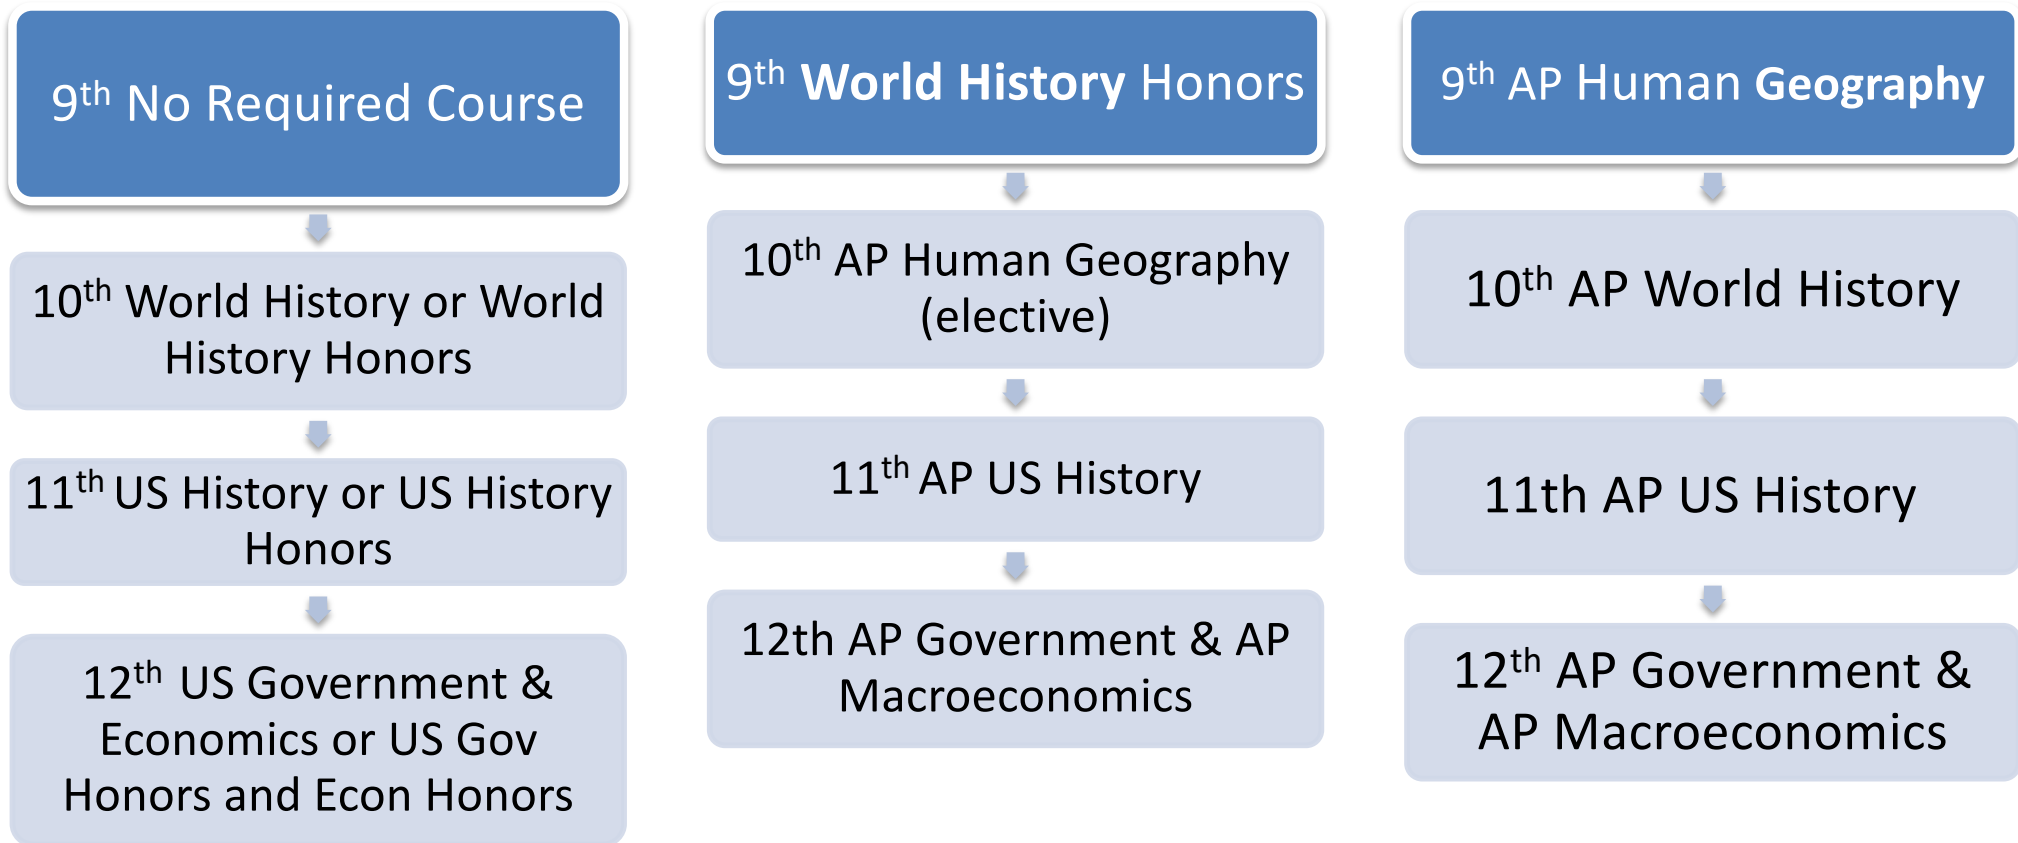 9th No Required Course
10th World History or World
History Honors
11th US History or US History
Honors
12th US Government &
Economics or US Gov
Honors and Econ Honors
9th World History Honors
10th AP Human Geography
(elective)
11th AP US History
12th AP Government & AP
Macroeconomics
9th AP Human Geography
10th AP World History
11th AP US History
12th AP Government &
AP Macroeconomics